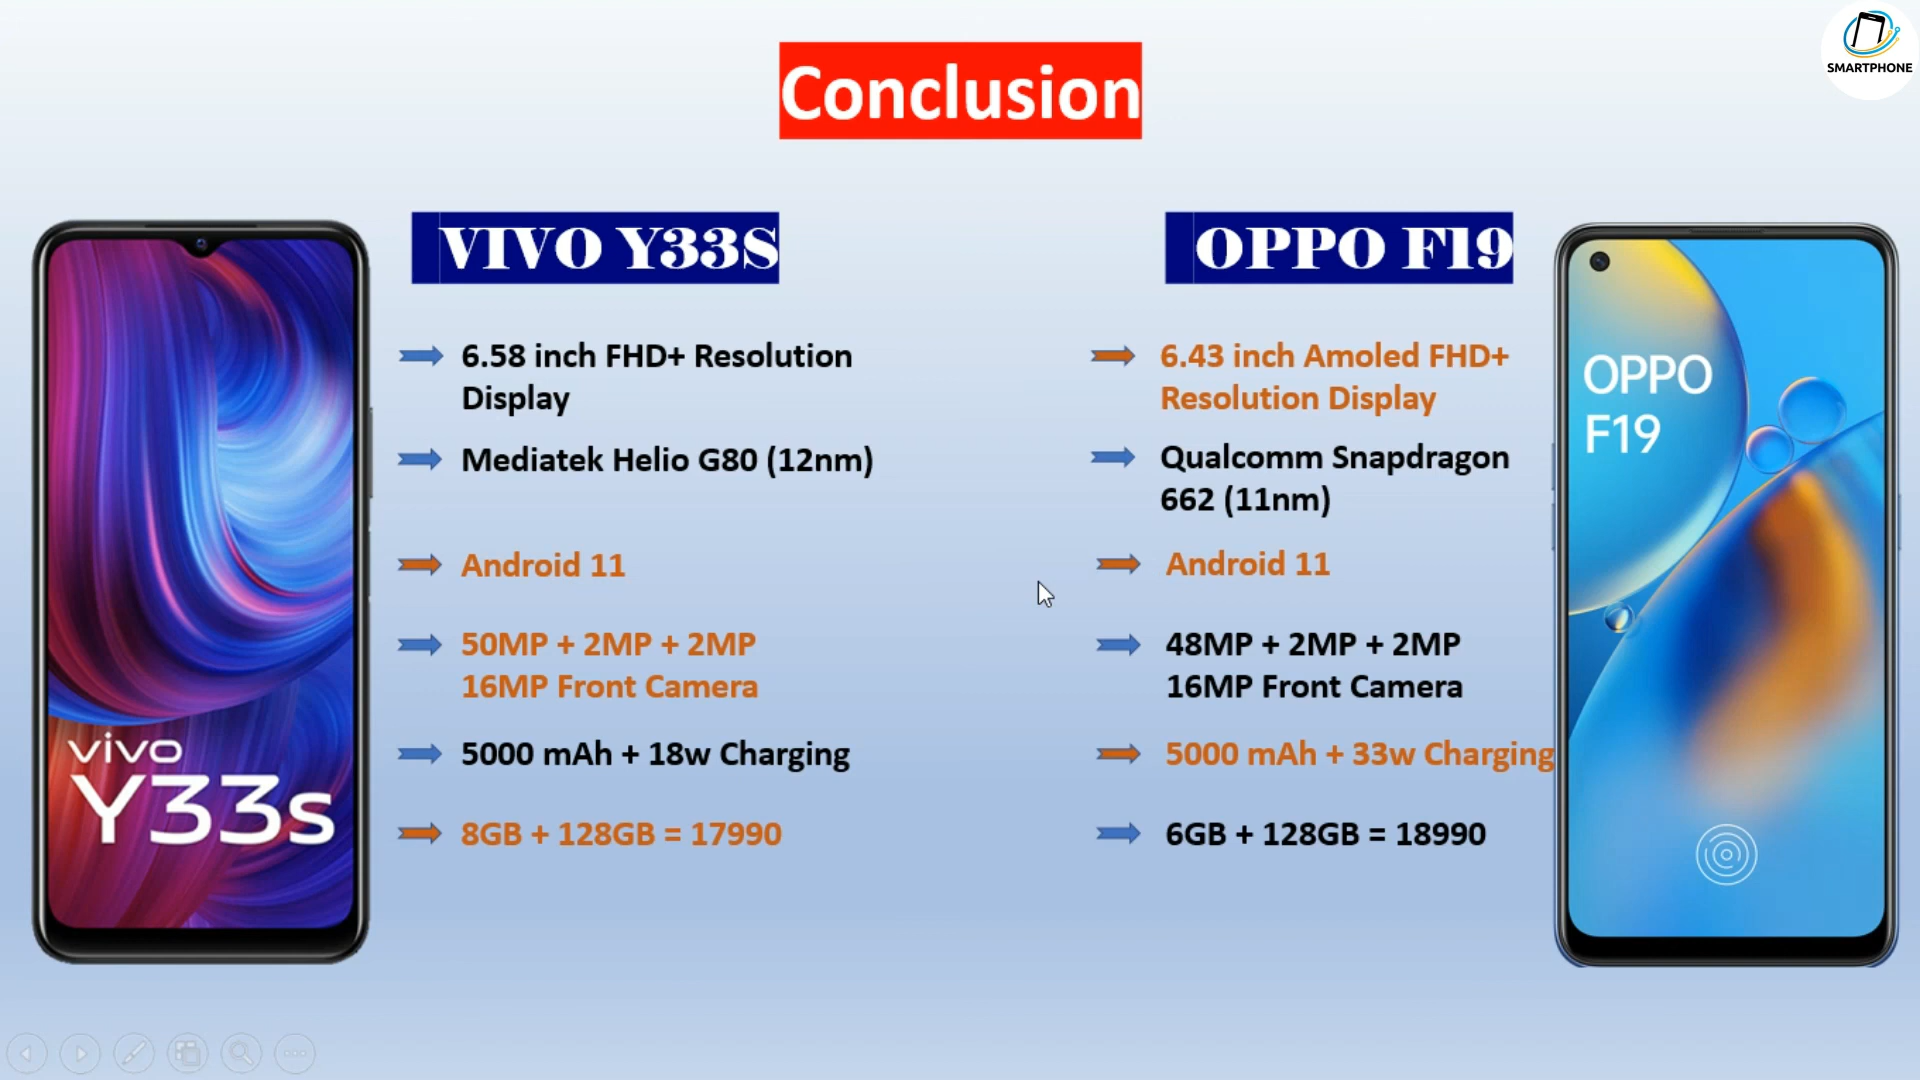 SMARTPHONE
Conclusion
VIVO Y33S
6.58 inch FHD+ Resolution
Display
Mediatek Helio G80 (12nm)
Android 11
50MP + 2MP + 2MP
16MP Front Camera
5000 mAh + 18w Charging
8GB + 128GB = 17990
OPPO F19
6.43 inch Amoled FHD+
Resolution Display
Qualcomm Snapdragon
662 (11nm)
Android 11
48MP + 2MP + 2MP
16MP Front Camera
5000 mAh + 33w Charging
6GB + 128GB = 18990
vivo
Y33s
OPPO
F19